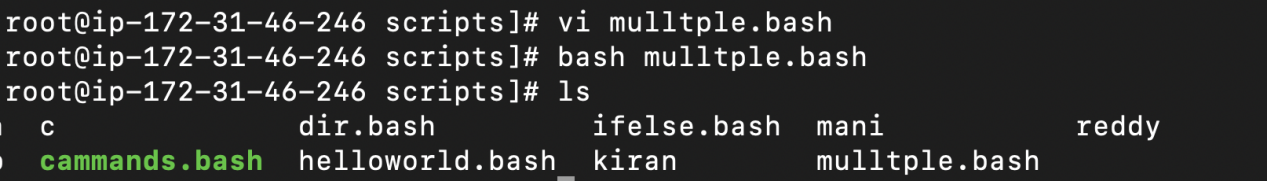 root@ip-172-31-46-246 scripts]# vi mulltple.bash
root@ip-172-31-46-246 scripts]# bash mulltple.bash
root@ip-172-31-46-246 scripts]# ls
c dir.bash ifelse.bash mani reddy
cammands.bash helloworld.bash kiran mulltple.bash